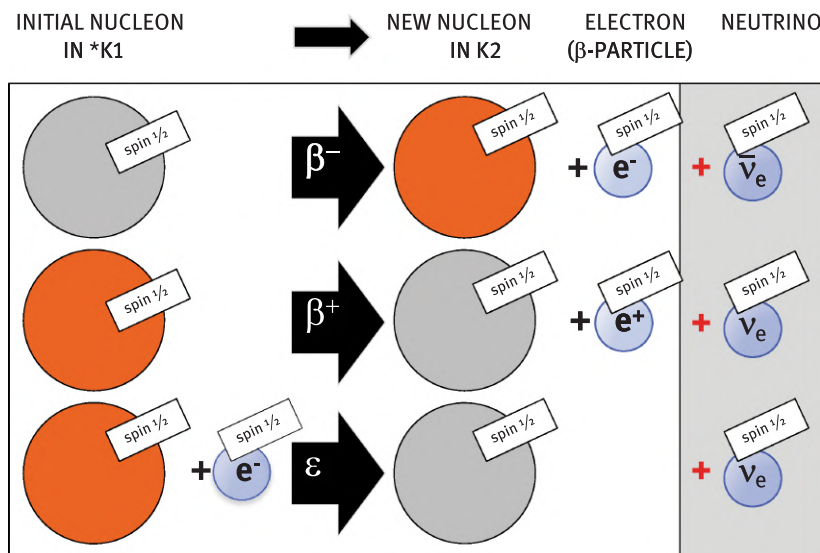 INITIAL NUCLEON
IN *K1
NEW NUCLEON
IN K2
ELECTRON
(β-PARTICLE)
NEUTRINO
spin ½
β⁻
spin ½
+ e⁻
spin ½
+ ν̅ₑ
spin ½
spin ½
β⁺
spin ½
+ e⁺
spin ½
+ νₑ
spin ½
spin ½
+ e⁻
spin ½
ε
spin ½
+ νₑ
spin ½